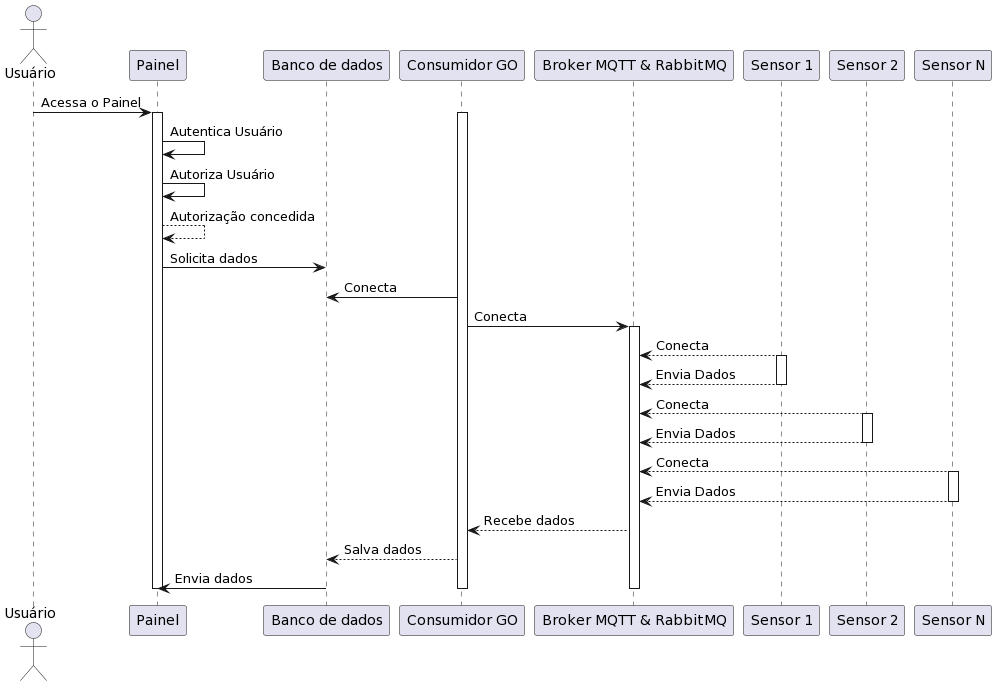 Usuário
Painel
Banco de dados
Consumidor GO
Broker MQTT & RabbitMQ
Sensor 1
Sensor 2
Sensor N
Acessa o Painel
Autentica Usuário
Autoriza Usuário
Autorização concedida
Solicita dados
Conecta
Conecta
Conecta
Envia Dados
Conecta
Envia Dados
Conecta
Envia Dados
Recebe dados
Salva dados
Envia dados
Usuário
Painel
Banco de dados
Consumidor GO
Broker MQTT & RabbitMQ
Sensor 1
Sensor 2
Sensor N